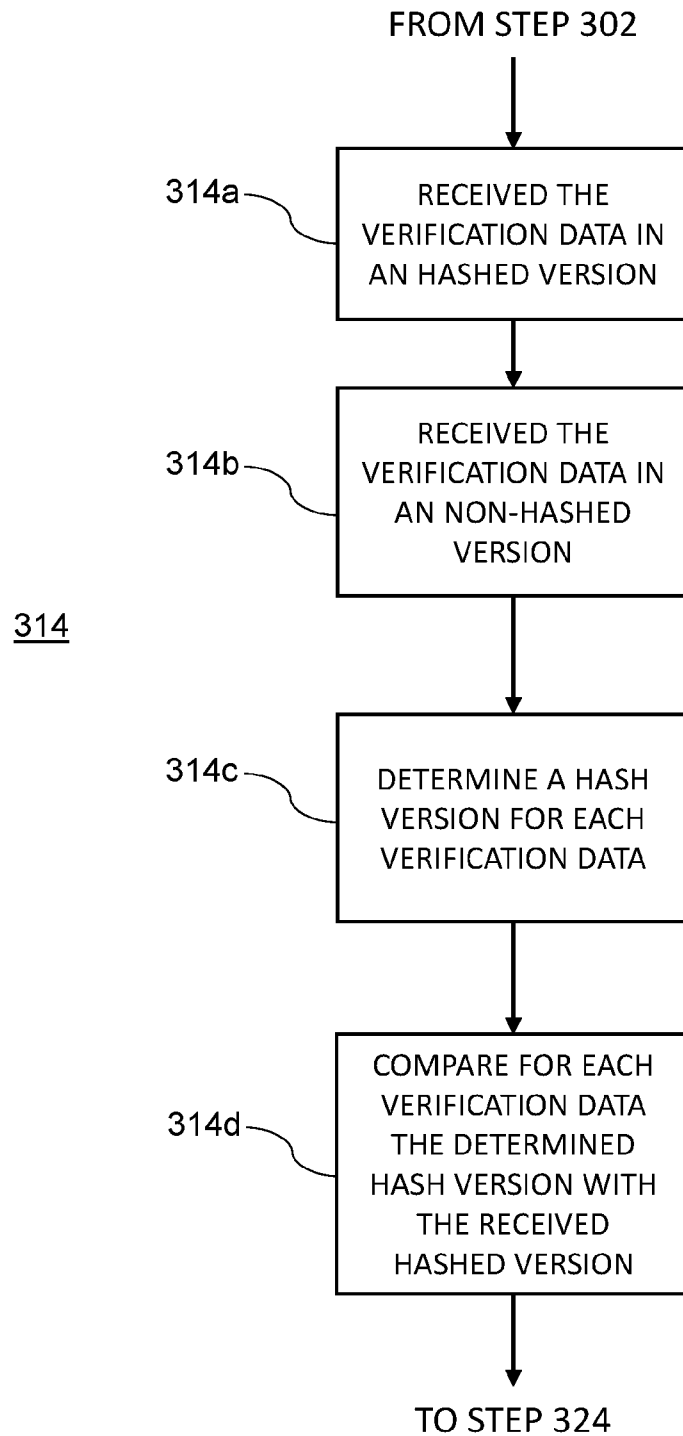 FROM STEP 302
314a
RECEIVED THE
VERIFICATION DATA IN
AN HASHED VERSION
314b
RECEIVED THE
VERIFICATION DATA IN
AN NON-HASHED
VERSION
314
314c
DETERMINE A HASH
VERSION FOR EACH
VERIFICATION DATA
314d
COMPARE FOR EACH
VERIFICATION DATA
THE DETERMINED
HASH VERSION WITH
THE RECEIVED
HASHED VERSION
TO STEP 324